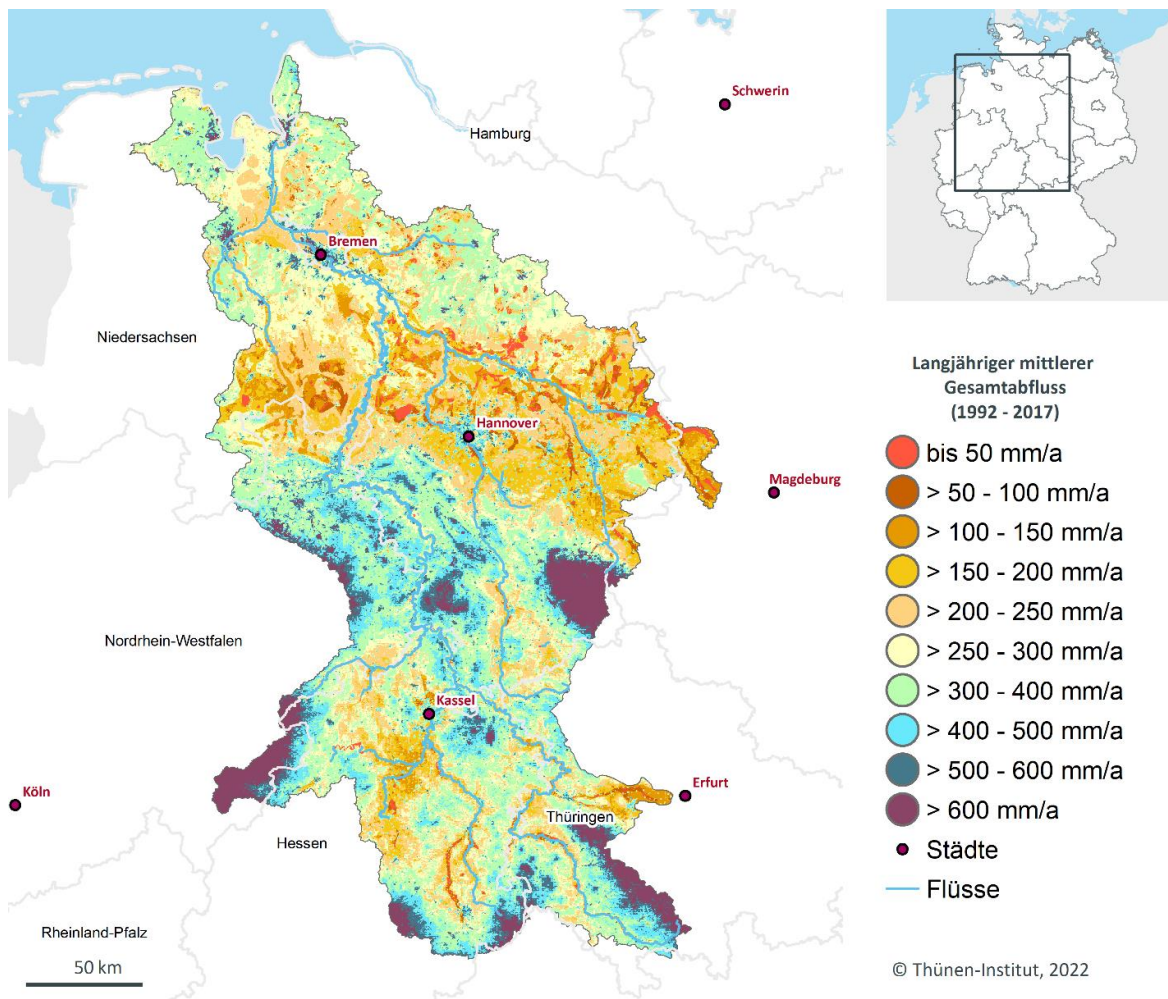 Schwerin
Hamburg
Bremen
Niedersachsen
Hannover
Magdeburg
Nordrhein-Westfalen
Kassel
Köln
Erfurt
Thüringen
Hessen
Rheinland-Pfalz
50 km
Langjähriger mittlerer
Gesamtabfluss
(1992 - 2017)
bis 50 mm/a
> 50 - 100 mm/a
> 100 - 150 mm/a
> 150 - 200 mm/a
> 200 - 250 mm/a
> 250 - 300 mm/a
> 300 - 400 mm/a
> 400 - 500 mm/a
> 500 - 600 mm/a
> 600 mm/a
Städte
Flüsse
© Thünen-Institut, 2022